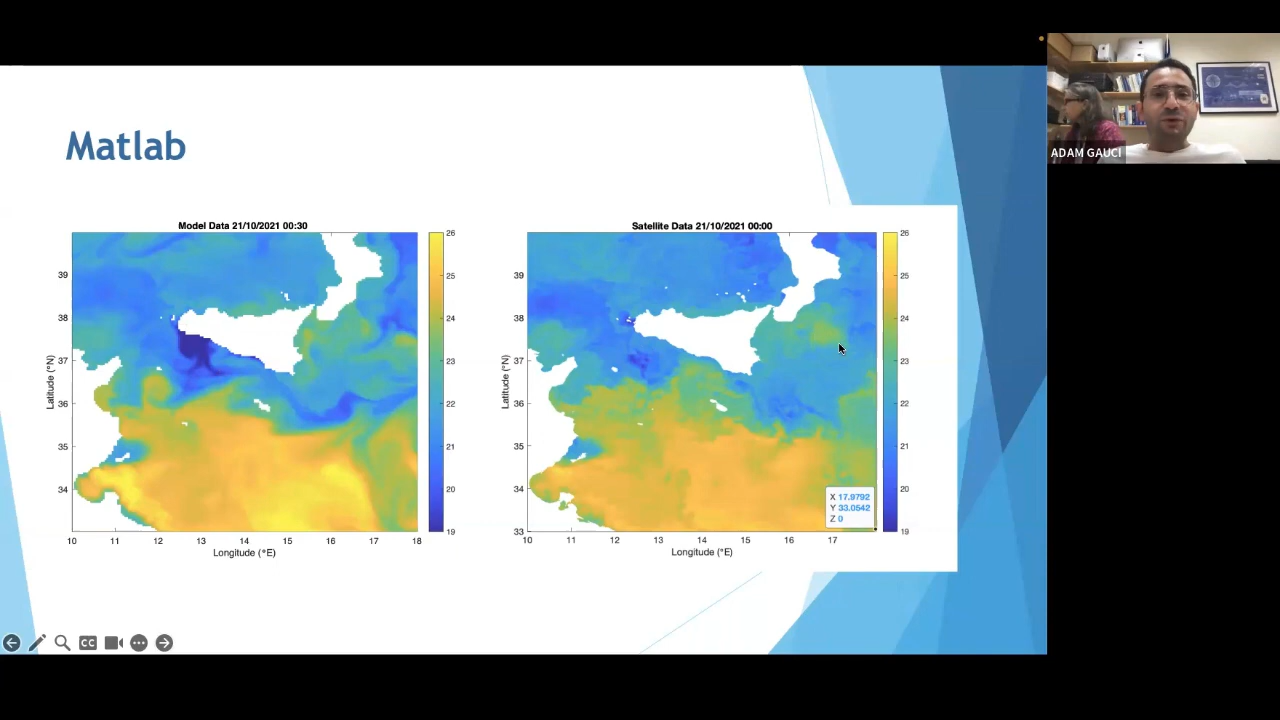 ADAM GAUCI
Matlab
Model Data 21/10/2021 00:30
39
38
37
36
35
34
Latitude (°N)
10 11 12 13 14 15 16 17 18
Longitude (°E)
26
25
24
23
22
21
20
19
Satellite Data 21/10/2021 00:00
39
38
37
36
35
34
33
Latitude (°N)
10 11 12 13 14 15 16 17
Longitude (°E)
X 17.9792
Y 33.0542
Z 0
26
25
24
23
22
21
20
19
CC